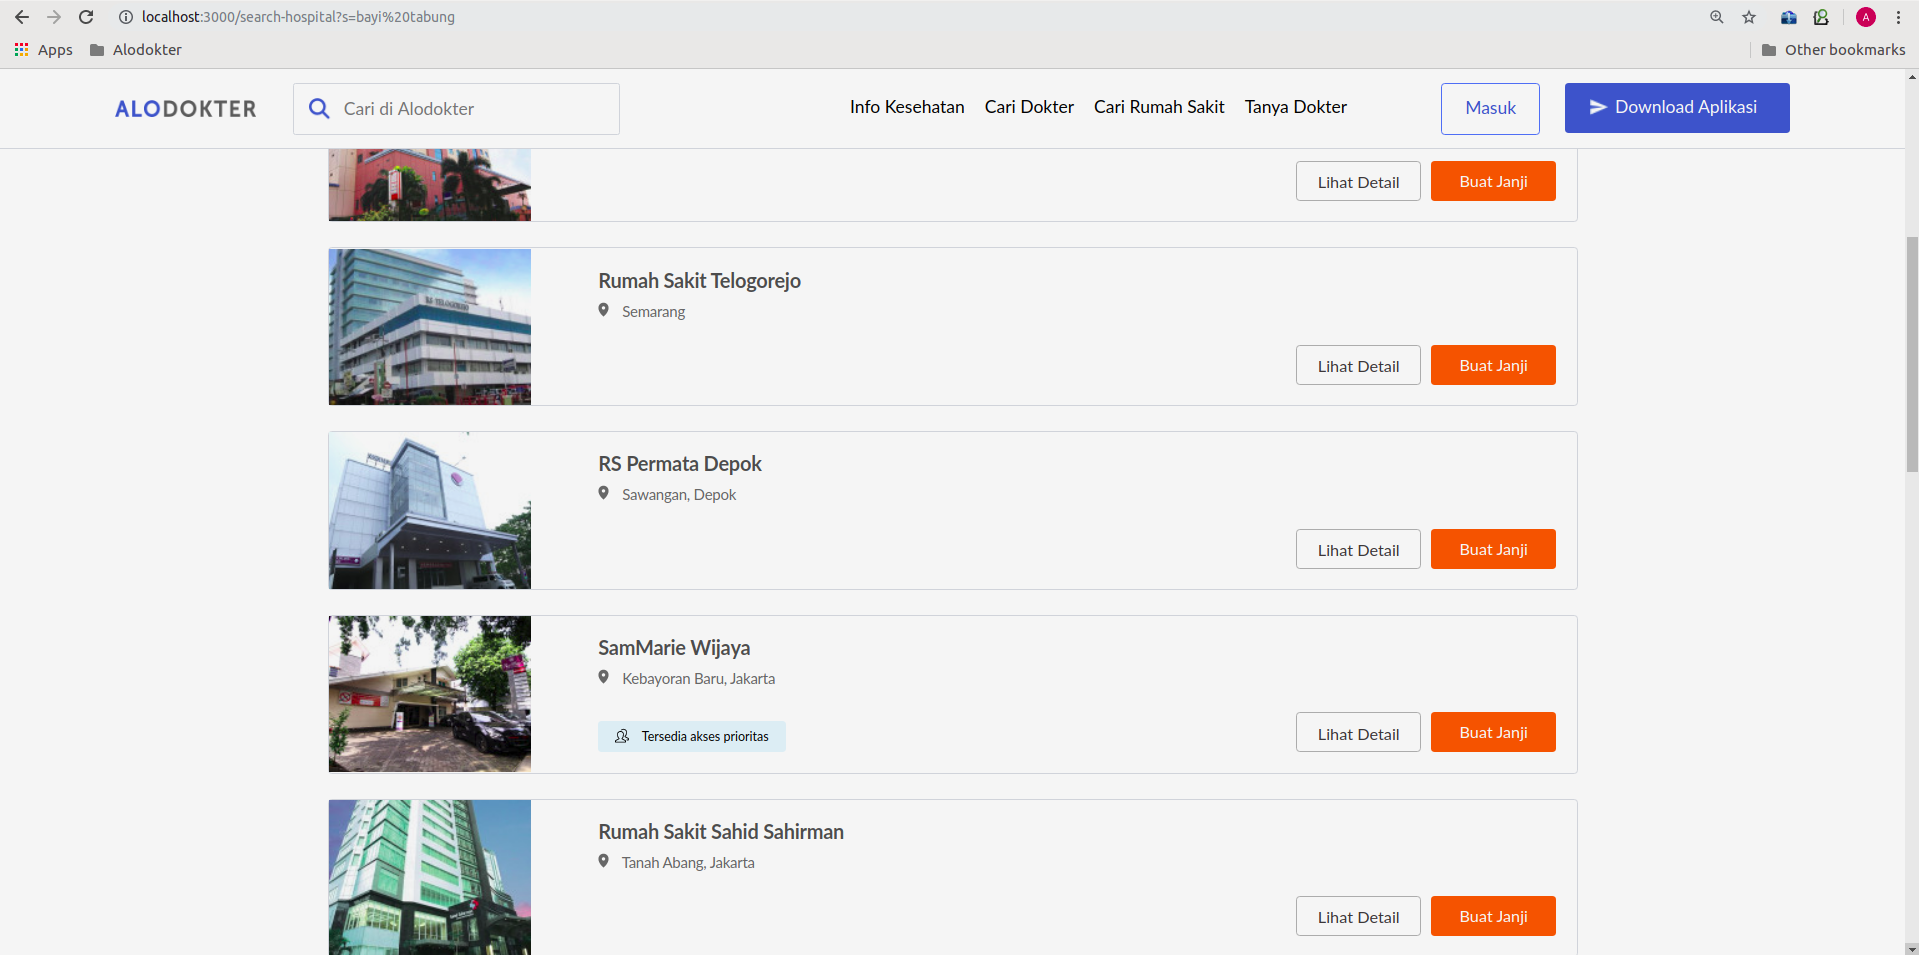 localhost:3000/search-hospital?s=bayi%20tabung
A
Apps
Alodokter
Other bookmarks
ALODOKTER
Cari di Alodokter
Info Kesehatan
Cari Dokter
Cari Rumah Sakit
Tanya Dokter
Masuk
Download Aplikasi
Lihat Detail
Buat Janji
RS TELOGOREJO
Rumah Sakit Telogorejo
Semarang
Lihat Detail
Buat Janji
RS Permata Depok
Sawangan, Depok
Lihat Detail
Buat Janji
SamMarie Wijaya
Kebayoran Baru, Jakarta
Tersedia akses prioritas
Lihat Detail
Buat Janji
Rumah Sakit Sahid Sahirman
Tanah Abang, Jakarta
Lihat Detail
Buat Janji